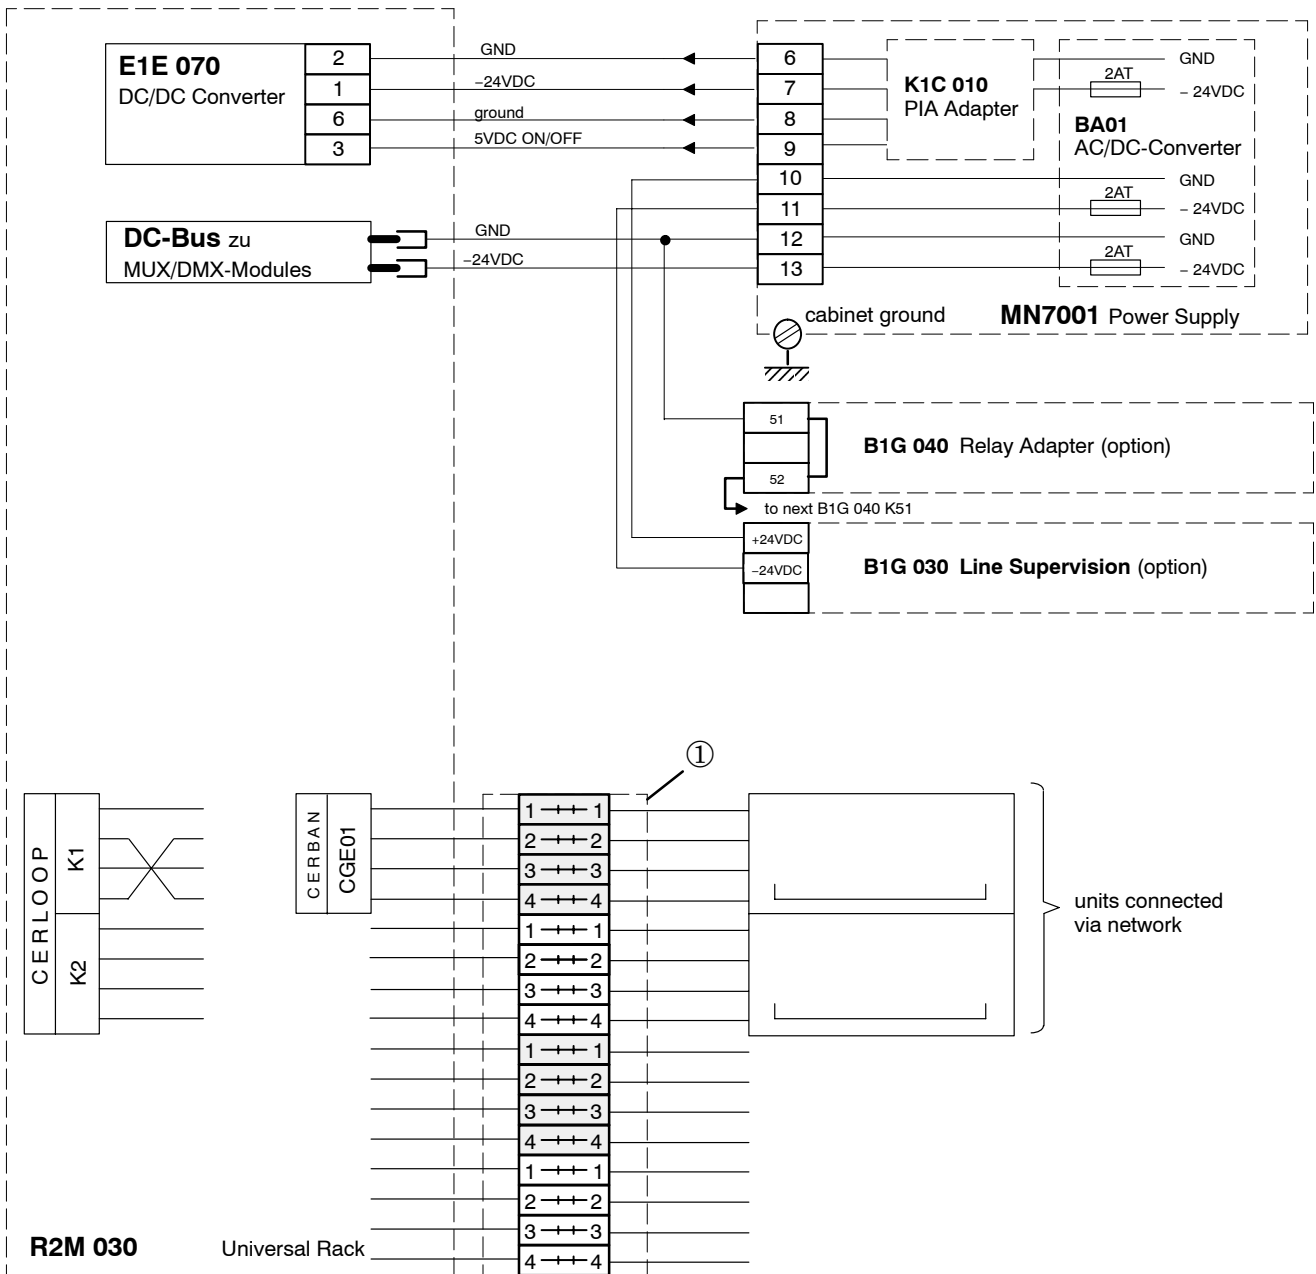 E1E 070
DC/DC Converter
2
1
6
3
GND
−24VDC
ground
5VDC ON/OFF
6
7
8
9
10
11
12
13
K1C 010
PIA Adapter
BA01
AC/DC-Converter
2AT
GND
− 24VDC
GND
2AT
− 24VDC
GND
2AT
− 24VDC
DC-Bus zu
MUX/DMX-Modules
GND
−24VDC
cabinet ground
MN7001 Power Supply
51
52
B1G 040 Relay Adapter (option)
to next B1G 040 K51
+24VDC
−24VDC
B1G 030 Line Supervision (option)
①
CERLOOP
K1
K2
CERBAN
CGE01
1 1
2 2
3 3
4 4
1 1
2 2
3 3
4 4
1 1
2 2
3 3
4 4
1 1
2 2
3 3
4 4
units connected
via network
R2M 030 Universal Rack